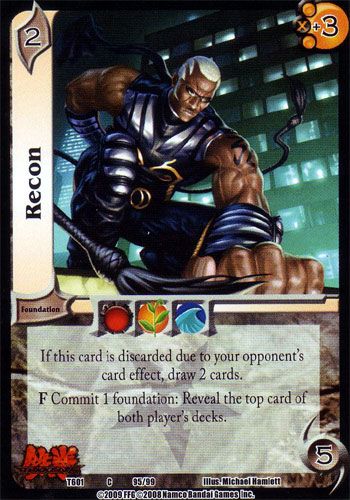 2
+3
Recon
Foundation
If this card is discarded due to your opponent's
card effect, draw 2 cards.
F Commit 1 foundation: Reveal the top card of
both player's decks.
5
T601 C 95/99 Illus. Michael Hamlett
©2009 FFG ©2008 Namco Bandai Games, Inc.